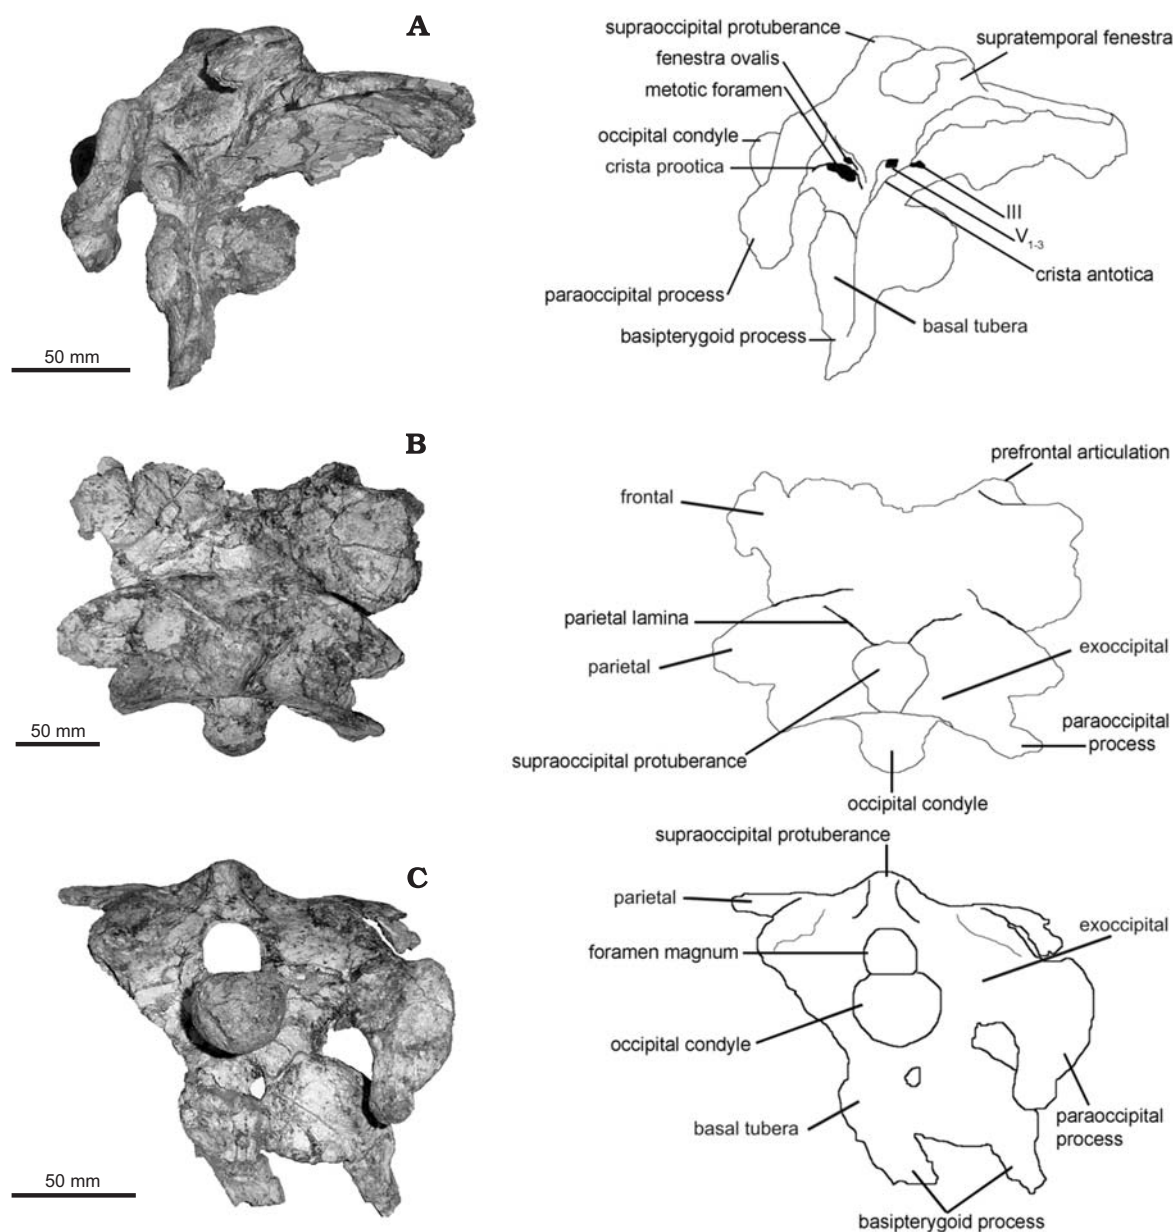 A
supraoccipital protuberance
supratemporal fenestra
fenestra ovalis
metotic foramen
occipital condyle
crista prootica
III
V1-3
crista antotica
paraoccipital process
basal tubera
basipterygoid process
50 mm
B
prefrontal articulation
frontal
parietal lamina
exoccipital
parietal
paraoccipital
process
50 mm
supraoccipital protuberance
occipital condyle
supraoccipital protuberance
C
parietal
exoccipital
foramen magnum
occipital condyle
basal tubera
paraoccipital
process
50 mm
basipterygoid process